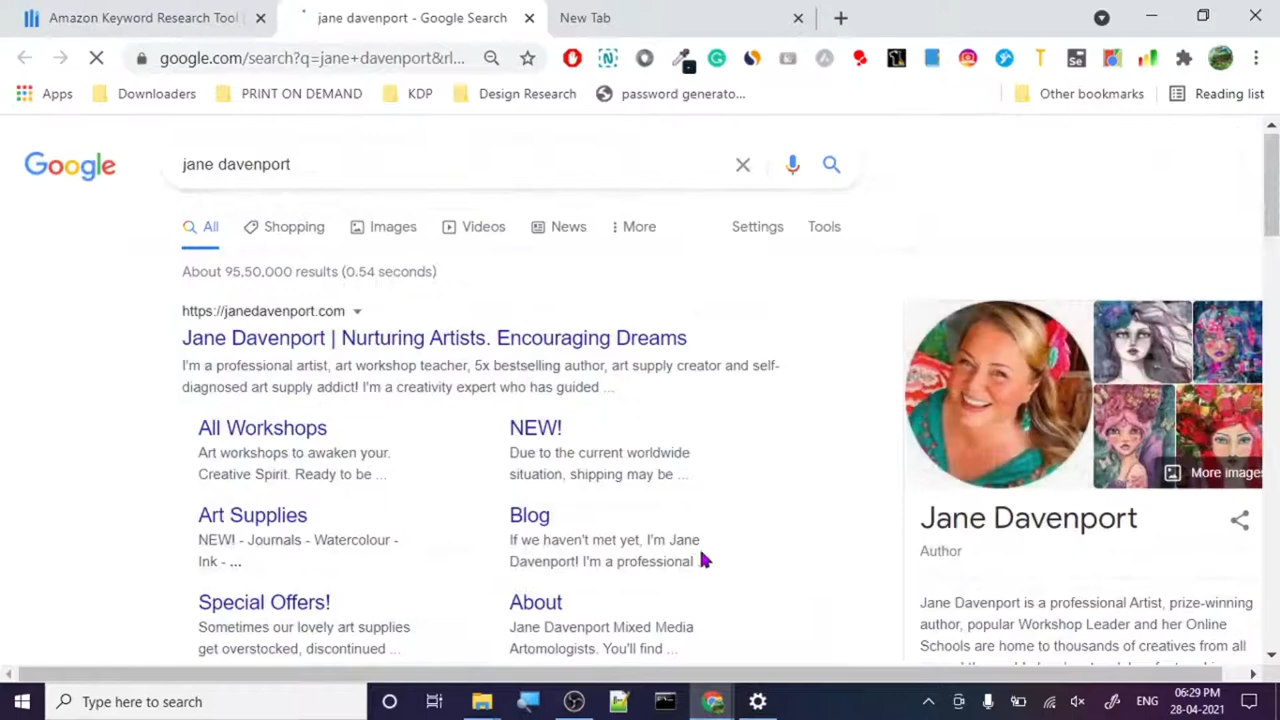 Amazon Keyword Research Tool
jane davenport - Google Search
New Tab
google.com/search?q=jane+davenport&rl...
Apps
Downloaders
PRINT ON DEMAND
KDP
Design Research
password generato...
Other bookmarks
Reading list
Google
jane davenport
All
Shopping
Images
Videos
News
More
Settings
Tools
About 95,50,000 results (0.54 seconds)
https://janedavenport.com
Jane Davenport | Nurturing Artists. Encouraging Dreams
I'm a professional artist, art workshop teacher, 5x bestselling author, art supply creator and self-
diagnosed art supply addict! I'm a creativity expert who has guided ...
All Workshops
Art workshops to awaken your.
Creative Spirit. Ready to be ...
NEW!
Due to the current worldwide
situation, shipping may be ...
Art Supplies
NEW! - Journals - Watercolour -
Ink - ...
Blog
If we haven't met yet, I'm Jane
Davenport! I'm a professional
Special Offers!
Sometimes our lovely art supplies
get overstocked, discontinued ...
About
Jane Davenport Mixed Media
Artomologists. You'll find ...
More images
Jane Davenport
Author
Jane Davenport is a professional Artist, prize-winning
author, popular Workshop Leader and her Online
Schools are home to thousands of creatives from all
Type here to search
ENG
06:29 PM
28-04-2021